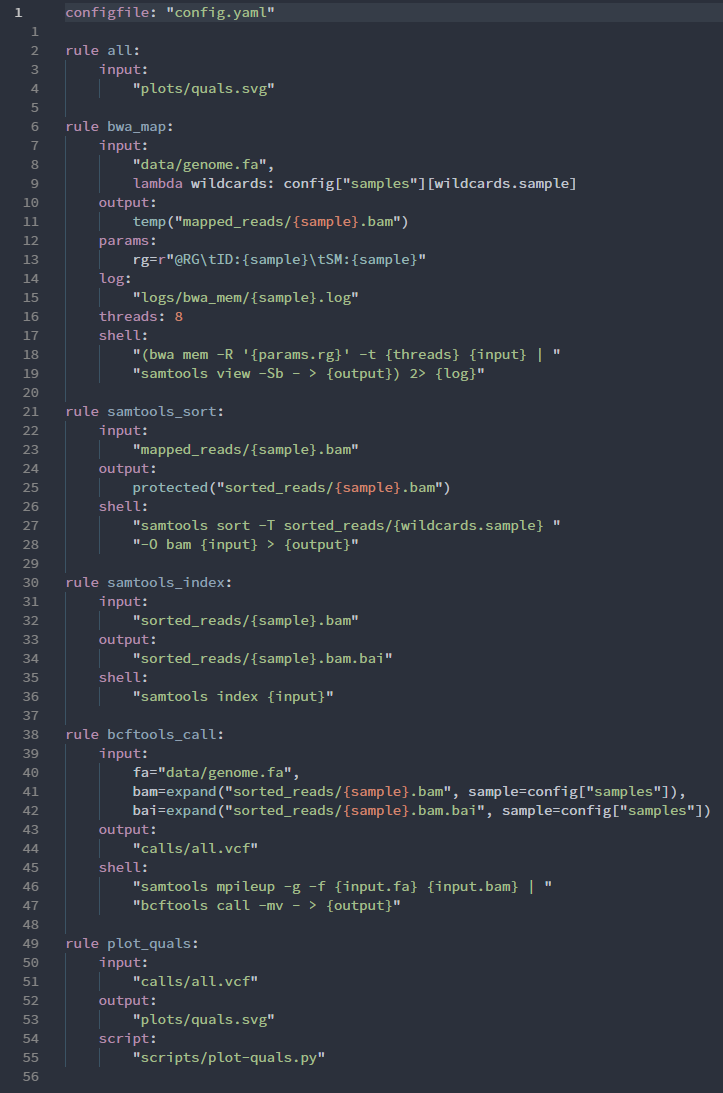 1 configfile: "config.yaml"
1
2 rule all:
3     input:
4         "plots/quals.svg"
5
6 rule bwa_map:
7     input:
8         "data/genome.fa",
9         lambda wildcards: config["samples"][wildcards.sample]
10     output:
11         temp("mapped_reads/{sample}.bam")
12     params:
13         rg=r"@RG\tID:{sample}\tSM:{sample}"
14     log:
15         "logs/bwa_mem/{sample}.log"
16     threads: 8
17     shell:
18         "(bwa mem -R '{params.rg}' -t {threads} {input} | "
19         "samtools view -Sb - > {output}) 2> {log}"
20
21 rule samtools_sort:
22     input:
23         "mapped_reads/{sample}.bam"
24     output:
25         protected("sorted_reads/{sample}.bam")
26     shell:
27         "samtools sort -T sorted_reads/{wildcards.sample} "
28         "-O bam {input} > {output}"
29
30 rule samtools_index:
31     input:
32         "sorted_reads/{sample}.bam"
33     output:
34         "sorted_reads/{sample}.bam.bai"
35     shell:
36         "samtools index {input}"
37
38 rule bcftools_call:
39     input:
40         fa="data/genome.fa",
41         bam=expand("sorted_reads/{sample}.bam", sample=config["samples"]),
42         bai=expand("sorted_reads/{sample}.bam.bai", sample=config["samples"])
43     output:
44         "calls/all.vcf"
45     shell:
46         "samtools mpileup -g -f {input.fa} {input.bam} | "
47         "bcftools call -mv - > {output}"
48
49 rule plot_quals:
50     input:
51         "calls/all.vcf"
52     output:
53         "plots/quals.svg"
54     script:
55         "scripts/plot-quals.py"
56